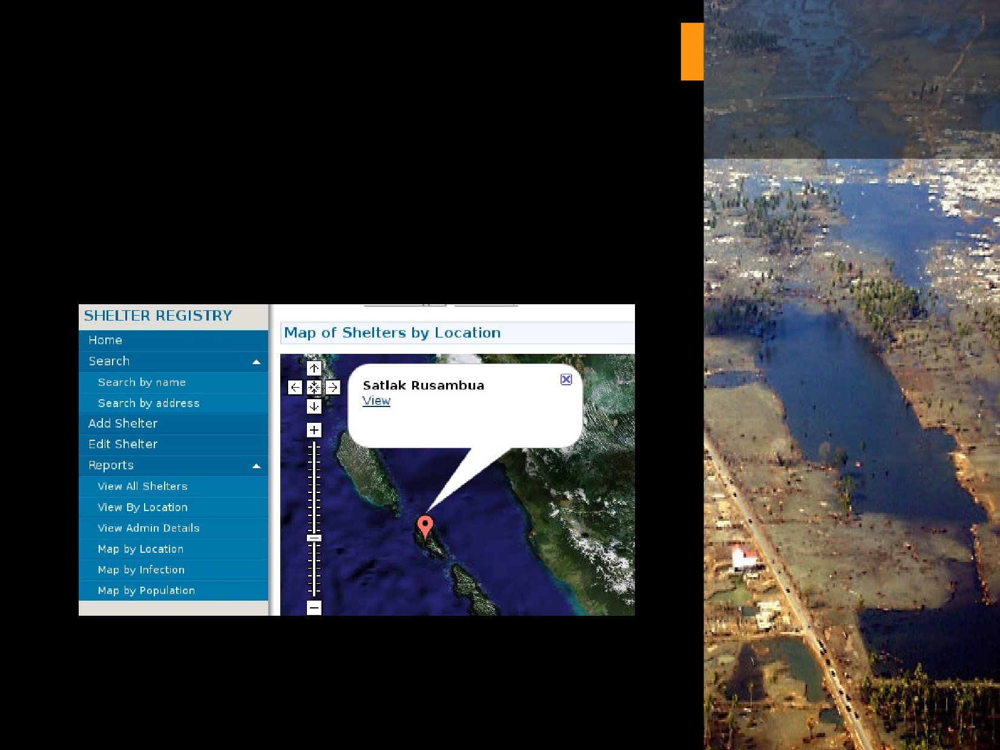 SHELTER REGISTRY
Home
Search
Search by name
Search by address
Add Shelter
Edit Shelter
Reports
View All Shelters
View By Location
View Admin Details
Map by Location
Map by Infection
Map by Population
Map of Shelters by Location
Satlak Rusambua
View